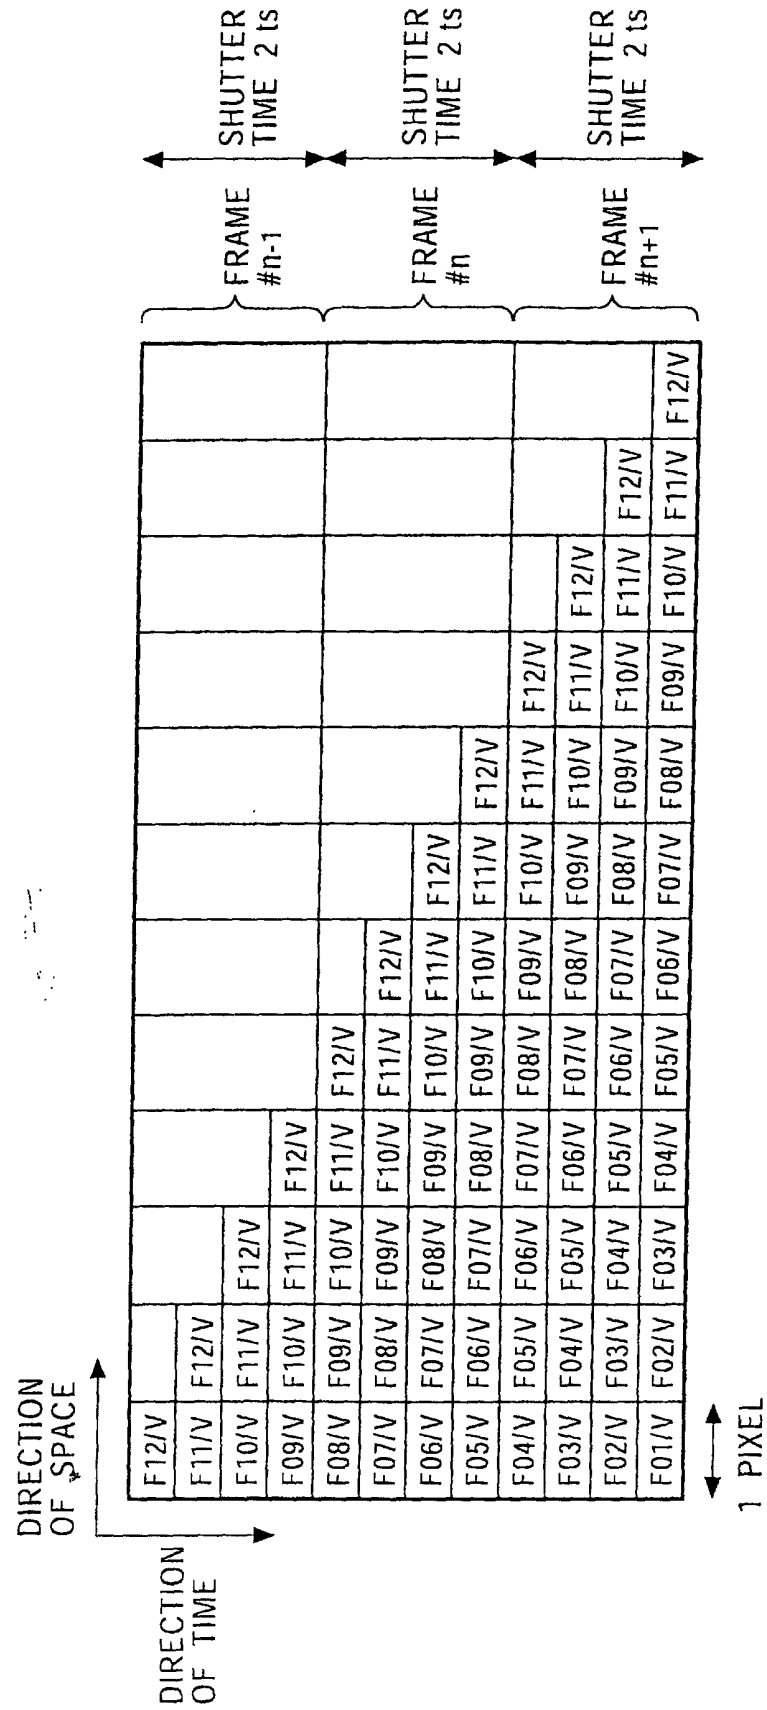 DIRECTION
OF SPACE
DIRECTION
OF TIME
F12/V
F11/V F12/V
F10/V F11/V F12/V
F09/V F10/V F11/V F12/V
FRAME
#n-1
SHUTTER
TIME 2 ts
F08/V F09/V F10/V F11/V F12/V
F07/V F08/V F09/V F10/V F11/V F12/V
F06/V F07/V F08/V F09/V F10/V F11/V F12/V
F05/V F06/V F07/V F08/V F09/V F10/V F11/V F12/V
FRAME
#n
SHUTTER
TIME 2 ts
F04/V F05/V F06/V F07/V F08/V F09/V F10/V F11/V F12/V
F03/V F04/V F05/V F06/V F07/V F08/V F09/V F10/V F11/V F12/V
F02/V F03/V F04/V F05/V F06/V F07/V F08/V F09/V F10/V F11/V F12/V
F01/V F02/V F03/V F04/V F05/V F06/V F07/V F08/V F09/V F10/V F11/V F12/V
FRAME
#n+1
SHUTTER
TIME 2 ts
1 PIXEL